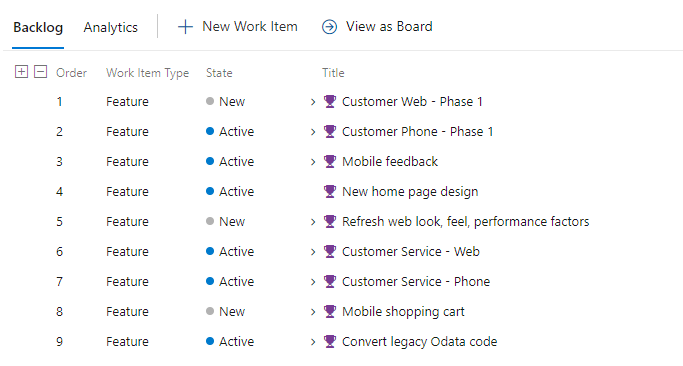 Backlog Analytics New Work Item View as Board
Order Work Item Type State Title
1 Feature New Customer Web - Phase 1
2 Feature Active Customer Phone - Phase 1
3 Feature Active Mobile feedback
4 Feature Active New home page design
5 Feature New Refresh web look, feel, performance factors
6 Feature Active Customer Service - Web
7 Feature Active Customer Service - Phone
8 Feature New Mobile shopping cart
9 Feature Active Convert legacy Odata code